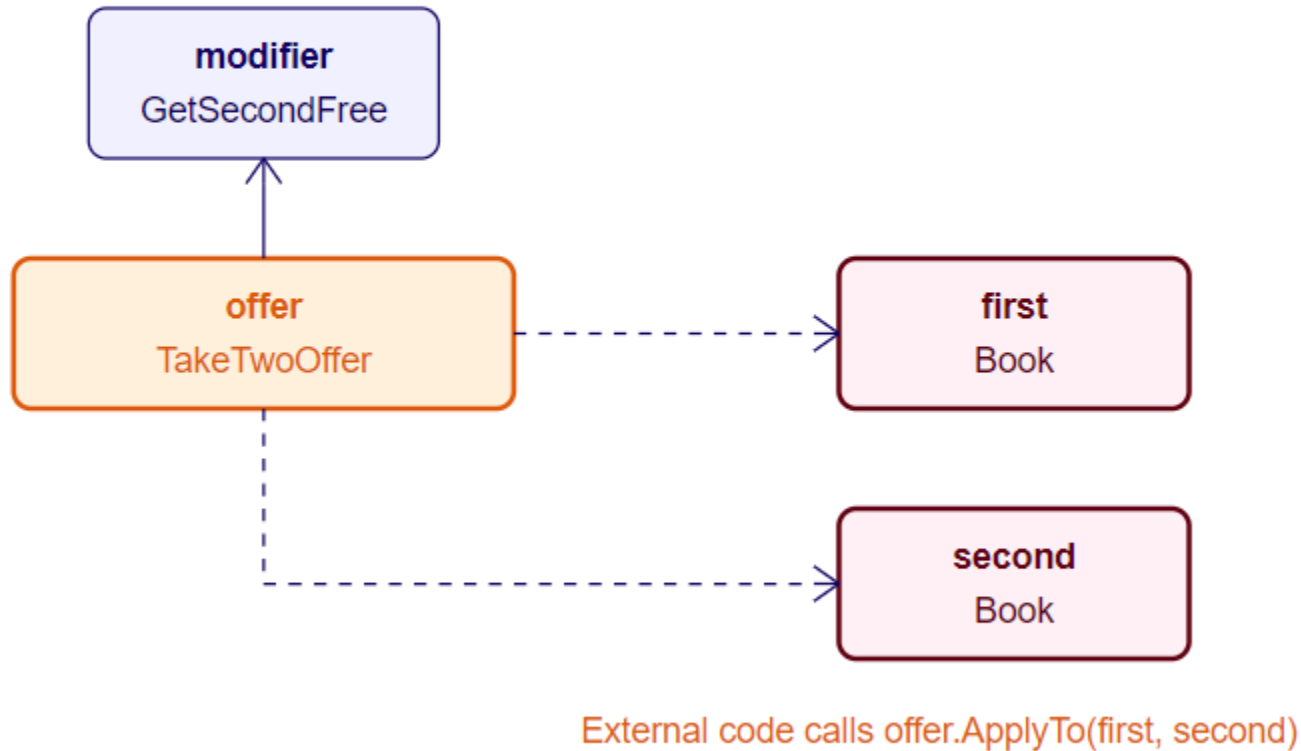 modifier
GetSecondFree
offer
TakeTwoOffer
first
Book
second
Book
External code calls offer.ApplyTo(first, second)